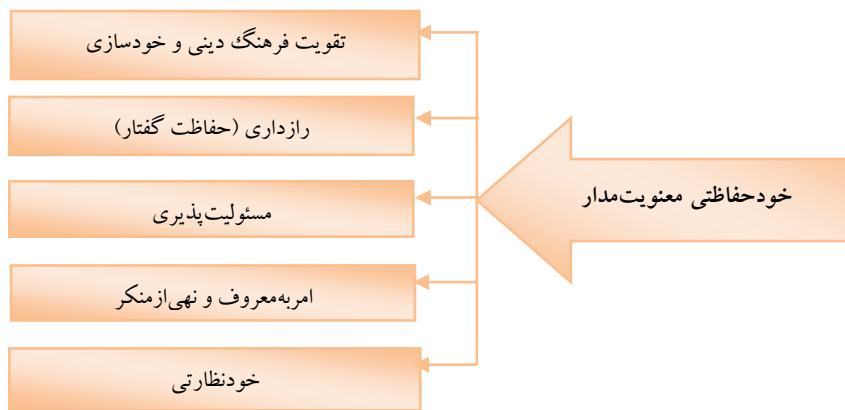 خودحفاظتی معنویت‌مدار
تقویت فرهنگ دینی و خودسازی
رازداری (حفاظت گفتار)
مسئولیت‌پذیری
امربه‌معروف و نهی‌ازمنکر
خودنظارتی